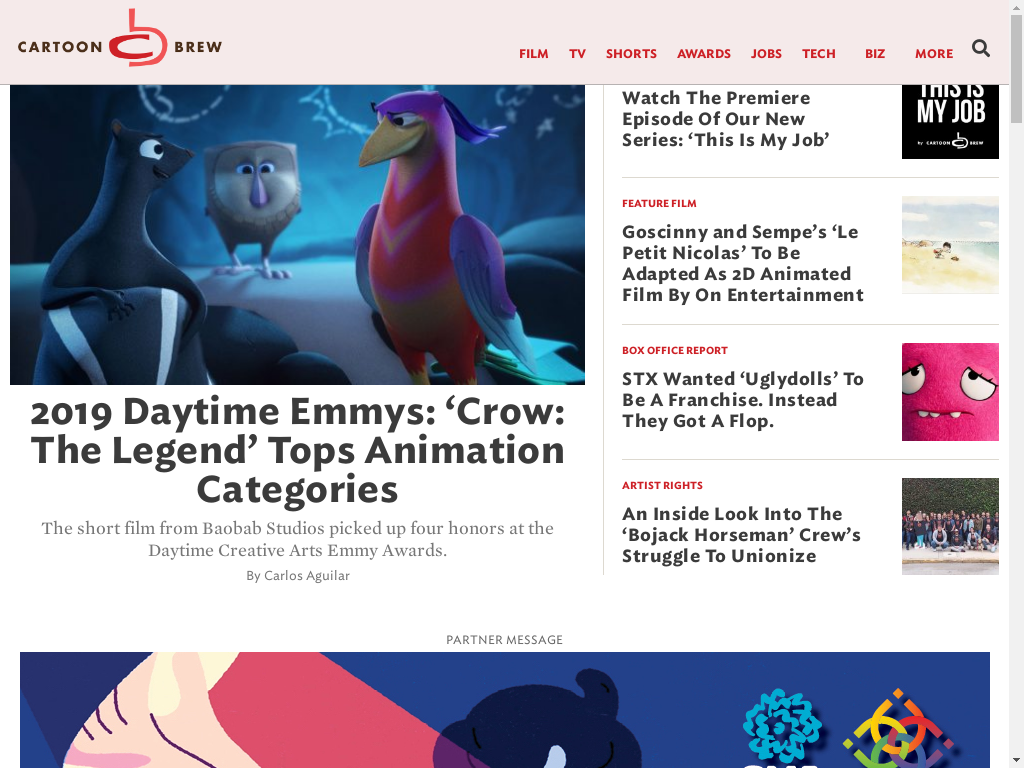 CARTOON BREW
FILM TV SHORTS AWARDS JOBS TECH BIZ MORE
2019 Daytime Emmys: ‘Crow:
The Legend’ Tops Animation
Categories
The short film from Baobab Studios picked up four honors at the
Daytime Creative Arts Emmy Awards.
By Carlos Aguilar
Watch The Premiere
Episode Of Our New
Series: ‘This Is My Job’
THIS IS
MY JOB
by CARTOON BREW
FEATURE FILM
Goscinny and Sempe’s ‘Le
Petit Nicolas’ To Be
Adapted As 2D Animated
Film By On Entertainment
BOX OFFICE REPORT
STX Wanted ‘Uglydolls’ To
Be A Franchise. Instead
They Got A Flop.
ARTIST RIGHTS
An Inside Look Into The
‘Bojack Horseman’ Crew’s
Struggle To Unionize
PARTNER MESSAGE